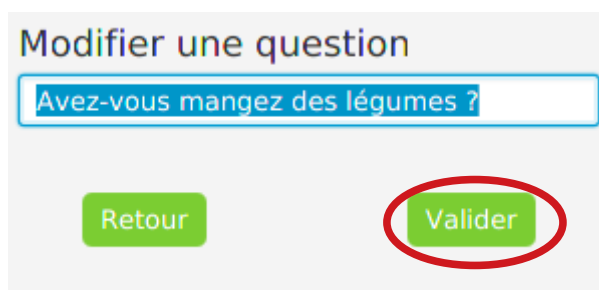 Modifier une question
Avez-vous mangez des légumes ?
Retour Valider